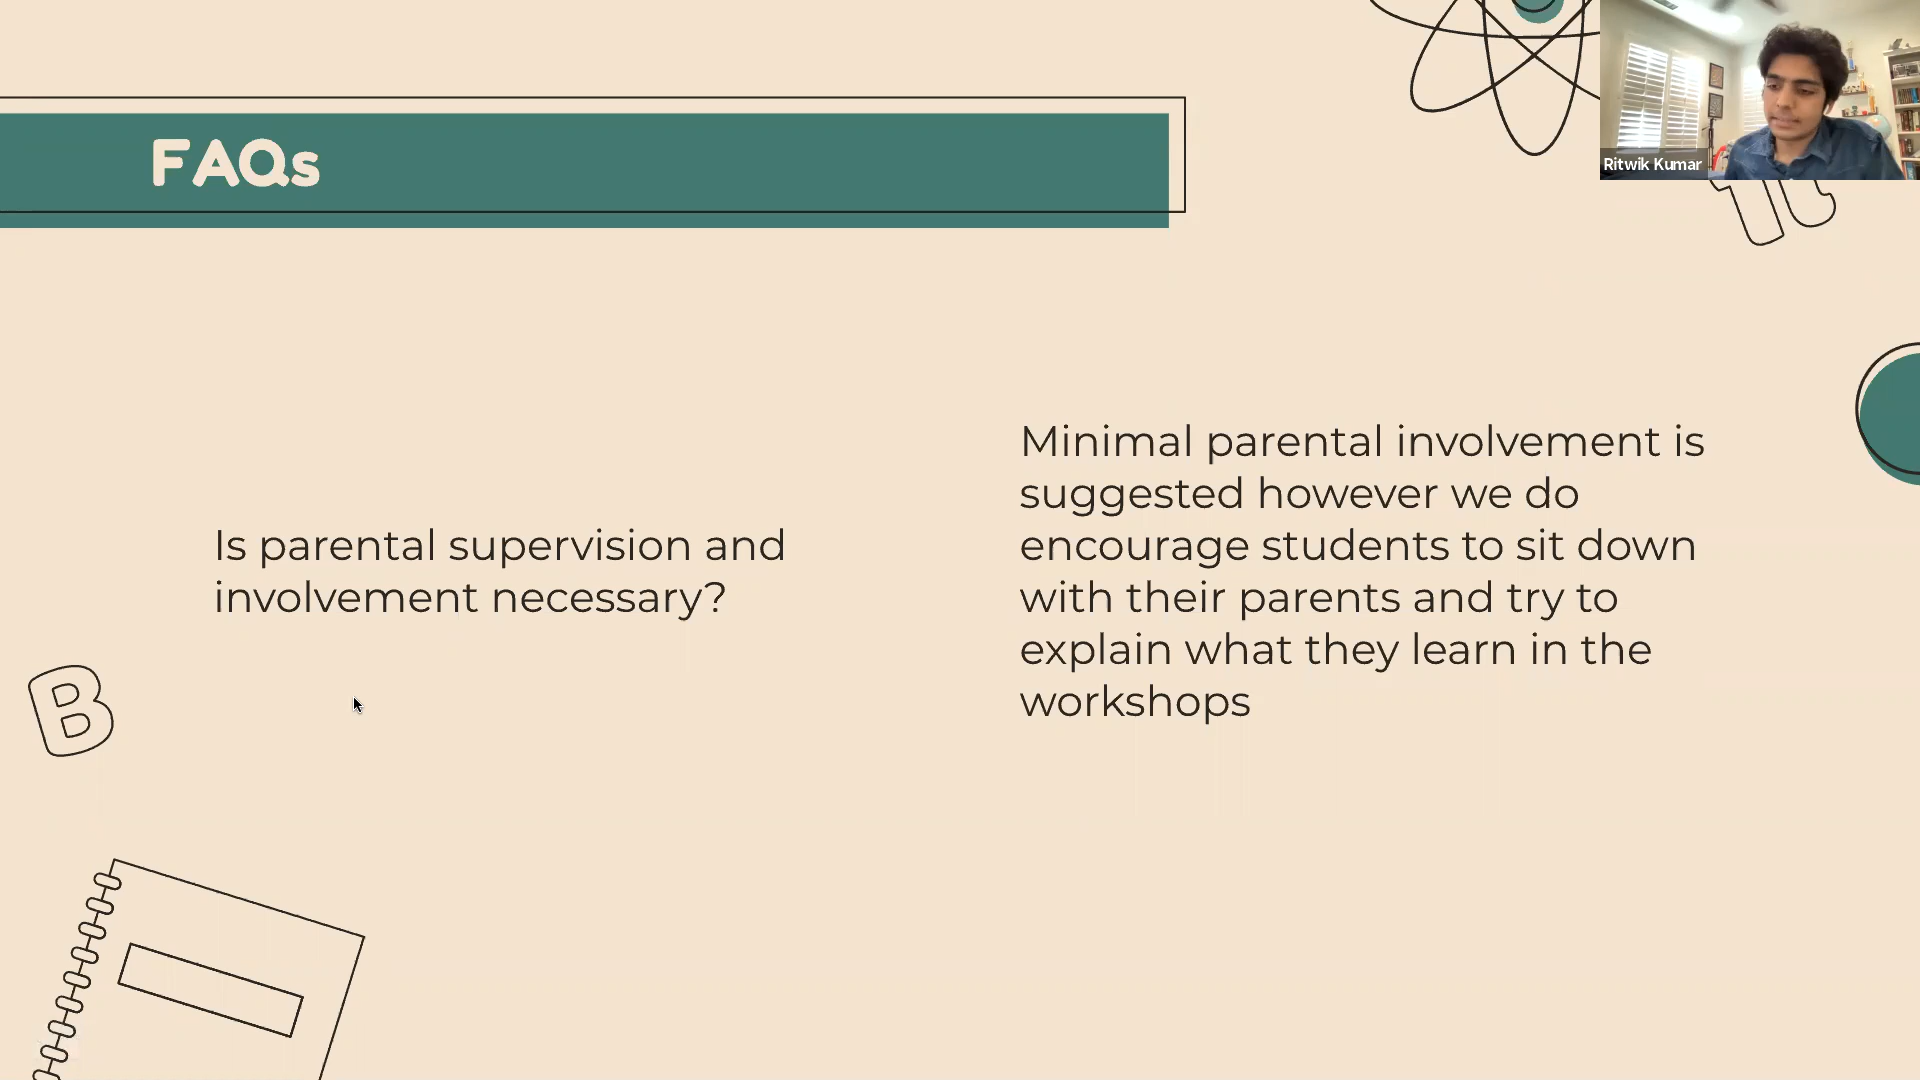 FAQs
Ritwik Kumar
π
Is parental supervision and
involvement necessary?
Minimal parental involvement is
suggested however we do
encourage students to sit down
with their parents and try to
explain what they learn in the
workshops
B